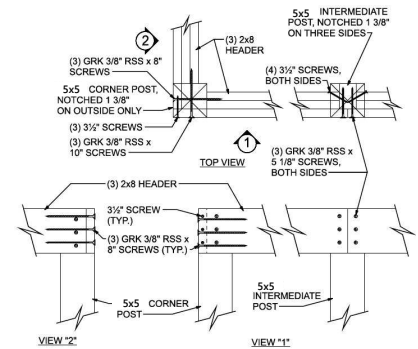 5x5 INTERMEDIATE
POST, NOTCHED 1 3/8"
ON THREE SIDES
2
(3) 2x8
HEADER
(3) GRK 3/8" RSS x 8"
SCREWS
5x5 CORNER POST,
NOTCHED 1 3/8"
ON OUTSIDE ONLY
(4) 3½" SCREWS,
BOTH SIDES
(3) 3½" SCREWS
(3) GRK 3/8" RSS x
10" SCREWS
1
TOP VIEW
(3) GRK 3/8" RSS x
5 1/8" SCREWS,
BOTH SIDES
(3) 2x8 HEADER
3½" SCREW
(TYP.)
(3) GRK 3/8" RSS x
8" SCREWS (TYP.)
5x5 CORNER
POST
5x5
INTERMEDIATE
POST
VIEW "2"
VIEW "1"